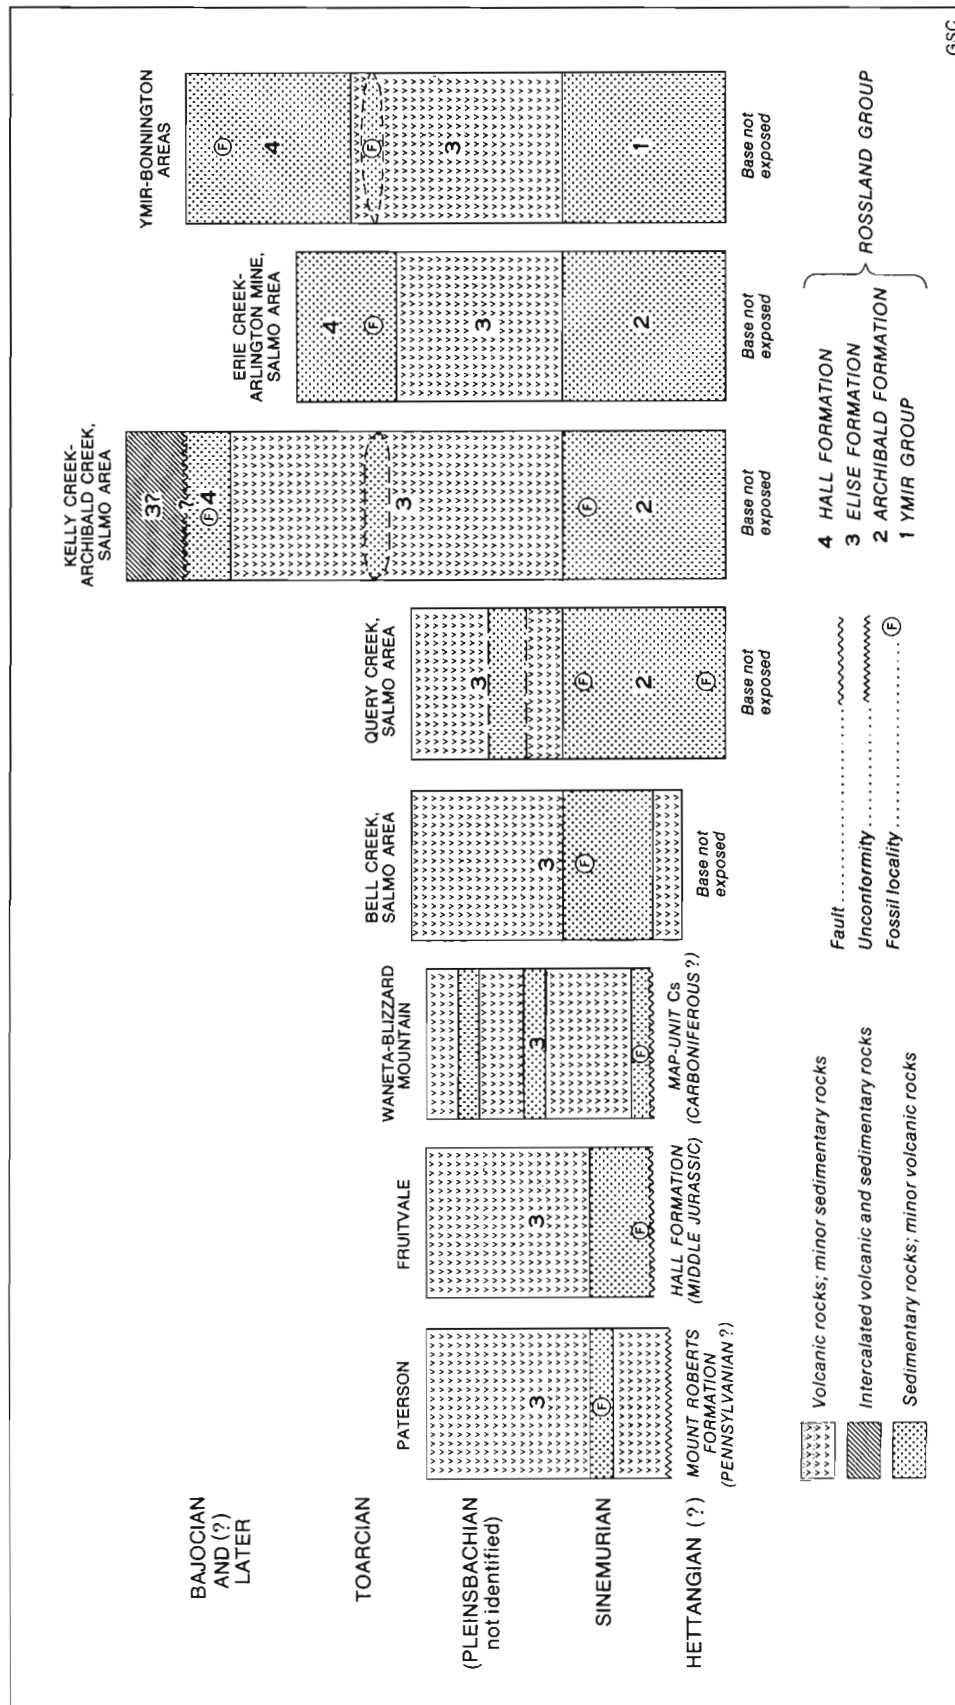 BAJOCIAN
AND (?)
LATER
TOARCIAN
(PLEINSBACHIAN
not identified)
SINEMURIAN
HETTANGIAN (?)
PATERSON
3
F
MOUNT ROBERTS
FORMATION
(PENNSYLVANIAN?)
FRUITVALE
3
F
HALL FORMATION
(MIDDLE JURASSIC)
WANETA-BLIZZARD
MOUNTAIN
3
F
MAP-UNIT Cs
(CARBONIFEROUS?)
BELL CREEK,
SALMO AREA
3
F
Base not
exposed
QUERY CREEK,
SALMO AREA
3
F
2
F
Base not
exposed
KELLY CREEK-
ARCHIBALD CREEK,
SALMO AREA
3?
?
F 4
3
F
2
Base not
exposed
ERIE CREEK-
ARLINGTON MINE,
SALMO AREA
4
F
3
2
Base not
exposed
YMIR-BONNINGTON
AREAS
F
4
F
3
1
Base not
exposed
Volcanic rocks; minor sedimentary rocks
Intercalated volcanic and sedimentary rocks
Sedimentary rocks; minor volcanic rocks
Fault
Unconformity
Fossil locality F
4 HALL FORMATION
3 ELISE FORMATION
2 ARCHIBALD FORMATION
1 YMIR GROUP
ROSSLAND GROUP
GSC